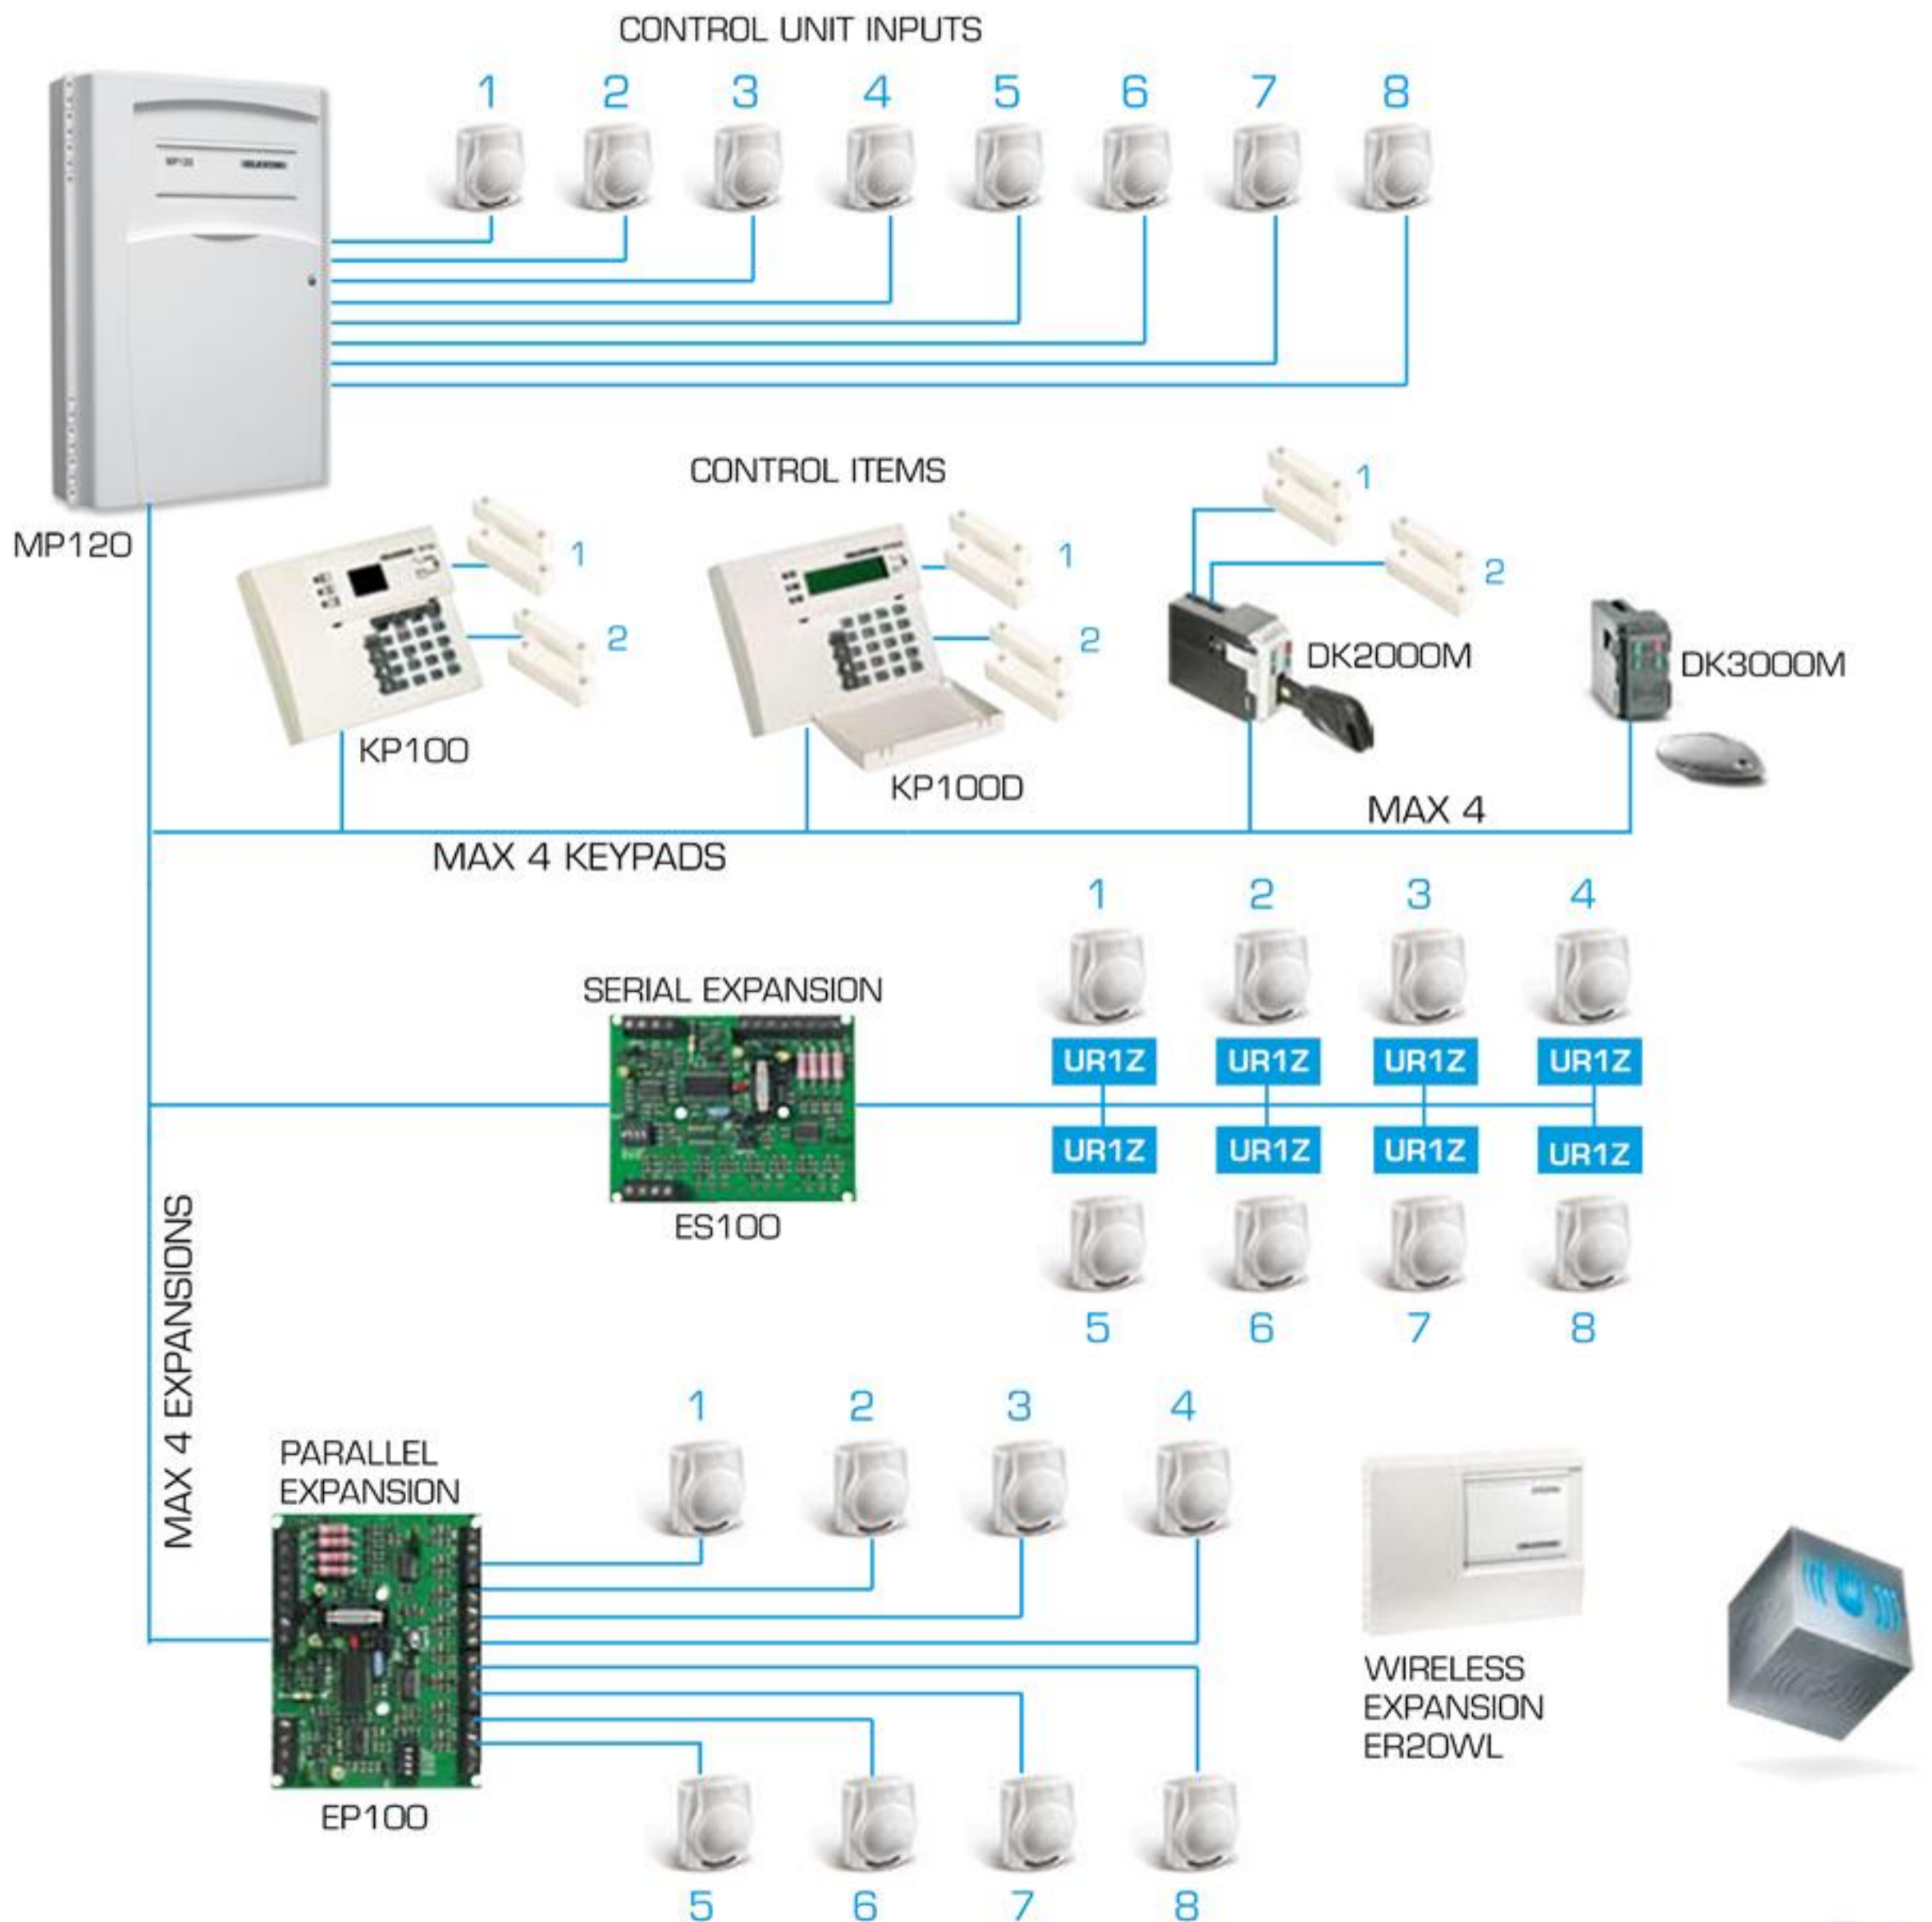 CONTROL UNIT INPUTS
1 2 3 4 5 6 7 8
MP120
MP120
CONTROL ITEMS
1
2
1
2
1
2
KP100
KP100D
DK2000M
DK3000M
MAX 4
MAX 4 KEYPADS
1 2 3 4
SERIAL EXPANSION
UR1Z UR1Z UR1Z UR1Z
UR1Z UR1Z UR1Z UR1Z
ES100
5 6 7 8
MAX 4 EXPANSIONS
1 2 3 4
PARALLEL
EXPANSION
EP100
5 6 7 8
WIRELESS
EXPANSION
ER20WL